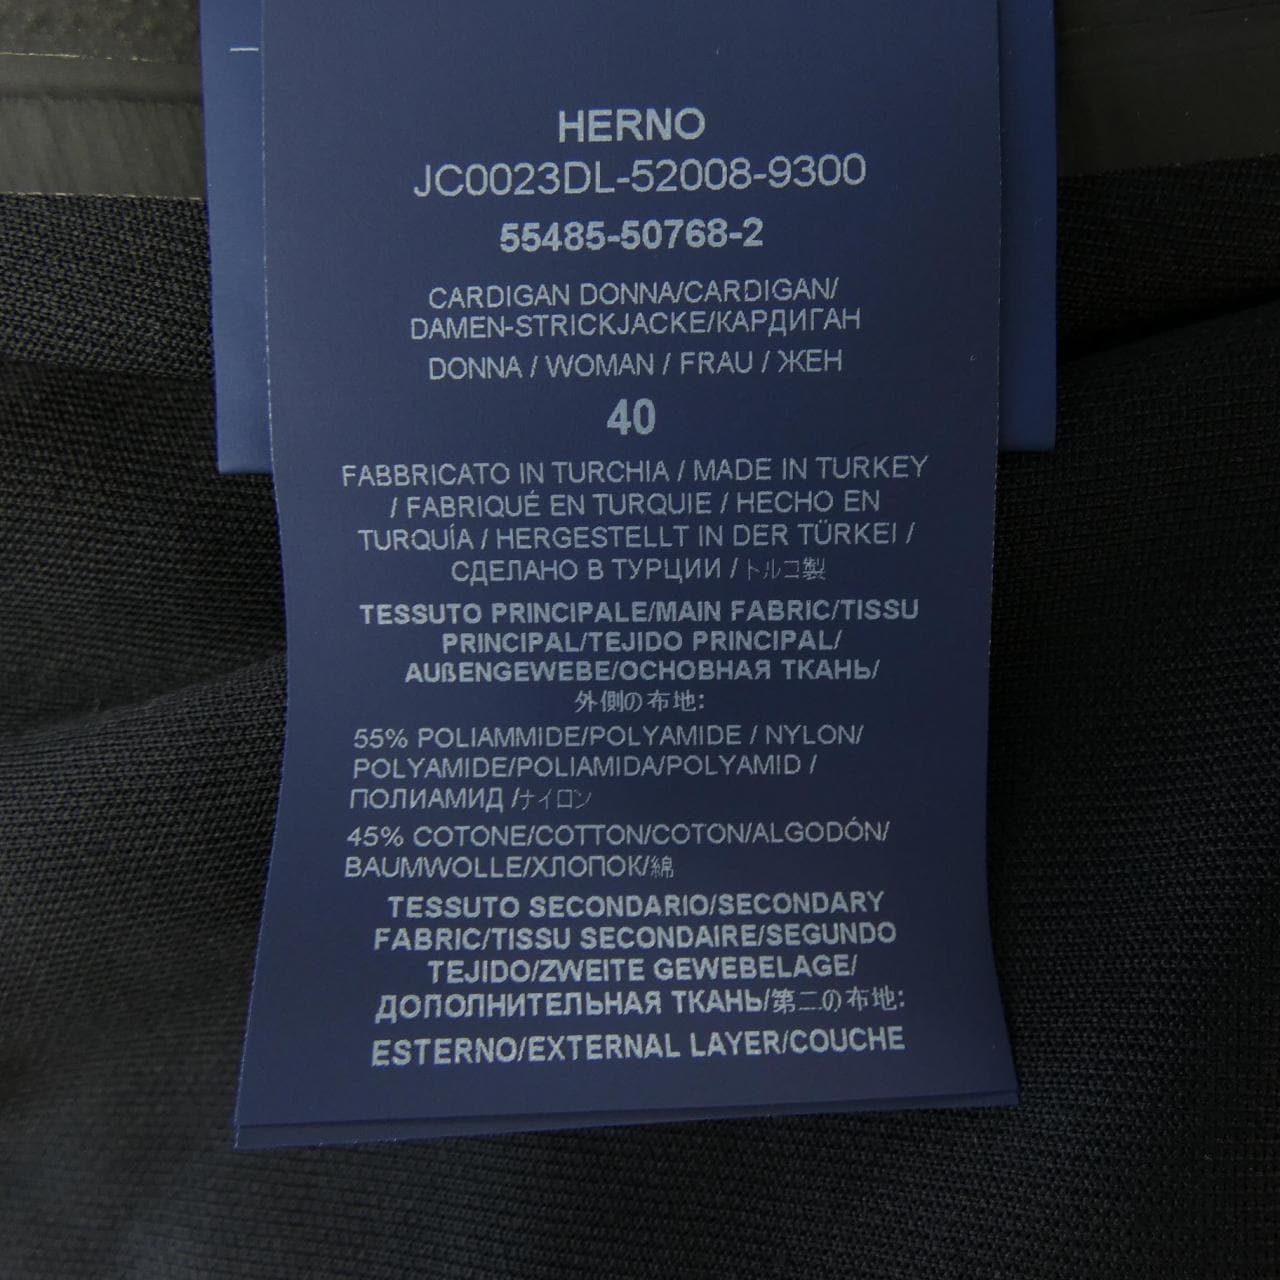 HERNO
JC0023DL-52008-9300
55485-50768-2
CARDIGAN DONNA/CARDIGAN/
DAMEN-STRICKJACKE/КАРДИГАН
DONNA / WOMAN / FRAU / ЖЕН
40
FABBRICATO IN TURCHIA / MADE IN TURKEY
/ FABRIQUÉ EN TURQUIE / HECHO EN
TURQUÍA / HERGESTELLT IN DER TÜRKEI /
СДЕЛАНО В ТУРЦИИ /トルコ製
TESSUTO PRINCIPALE/MAIN FABRIC/TISSU
PRINCIPAL/TEJIDO PRINCIPAL/
AUßENGEWEBE/ОСНОВНАЯ ТКАНЬ/
外側の布地:
55% POLIAMMIDE/POLYAMIDE / NYLON/
POLYAMIDE/POLIAMIDA/POLYAMID /
ПОЛИАМИД /ナイロン
45% COTONE/COTTON/COTON/ALGODÓN/
BAUMWOLLE/ХЛОПОК/綿
TESSUTO SECONDARIO/SECONDARY
FABRIC/TISSU SECONDAIRE/SEGUNDO
TEJIDO/ZWEITE GEWEBELAGE/
ДОПОЛНИТЕЛЬНАЯ ТКАНЬ/第二の布地:
ESTERNO/EXTERNAL LAYER/COUCHE